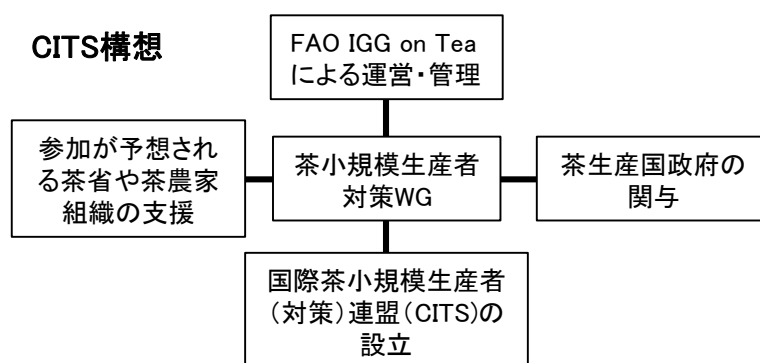 CITS構想
FAO IGG on Tea
による運営・管理
参加が予想され
る茶省や茶農家
組織の支援
茶小規模生産者
対策WG
茶生産国政府の
関与
国際茶小規模生産者
(対策)連盟(CITS)の
設立